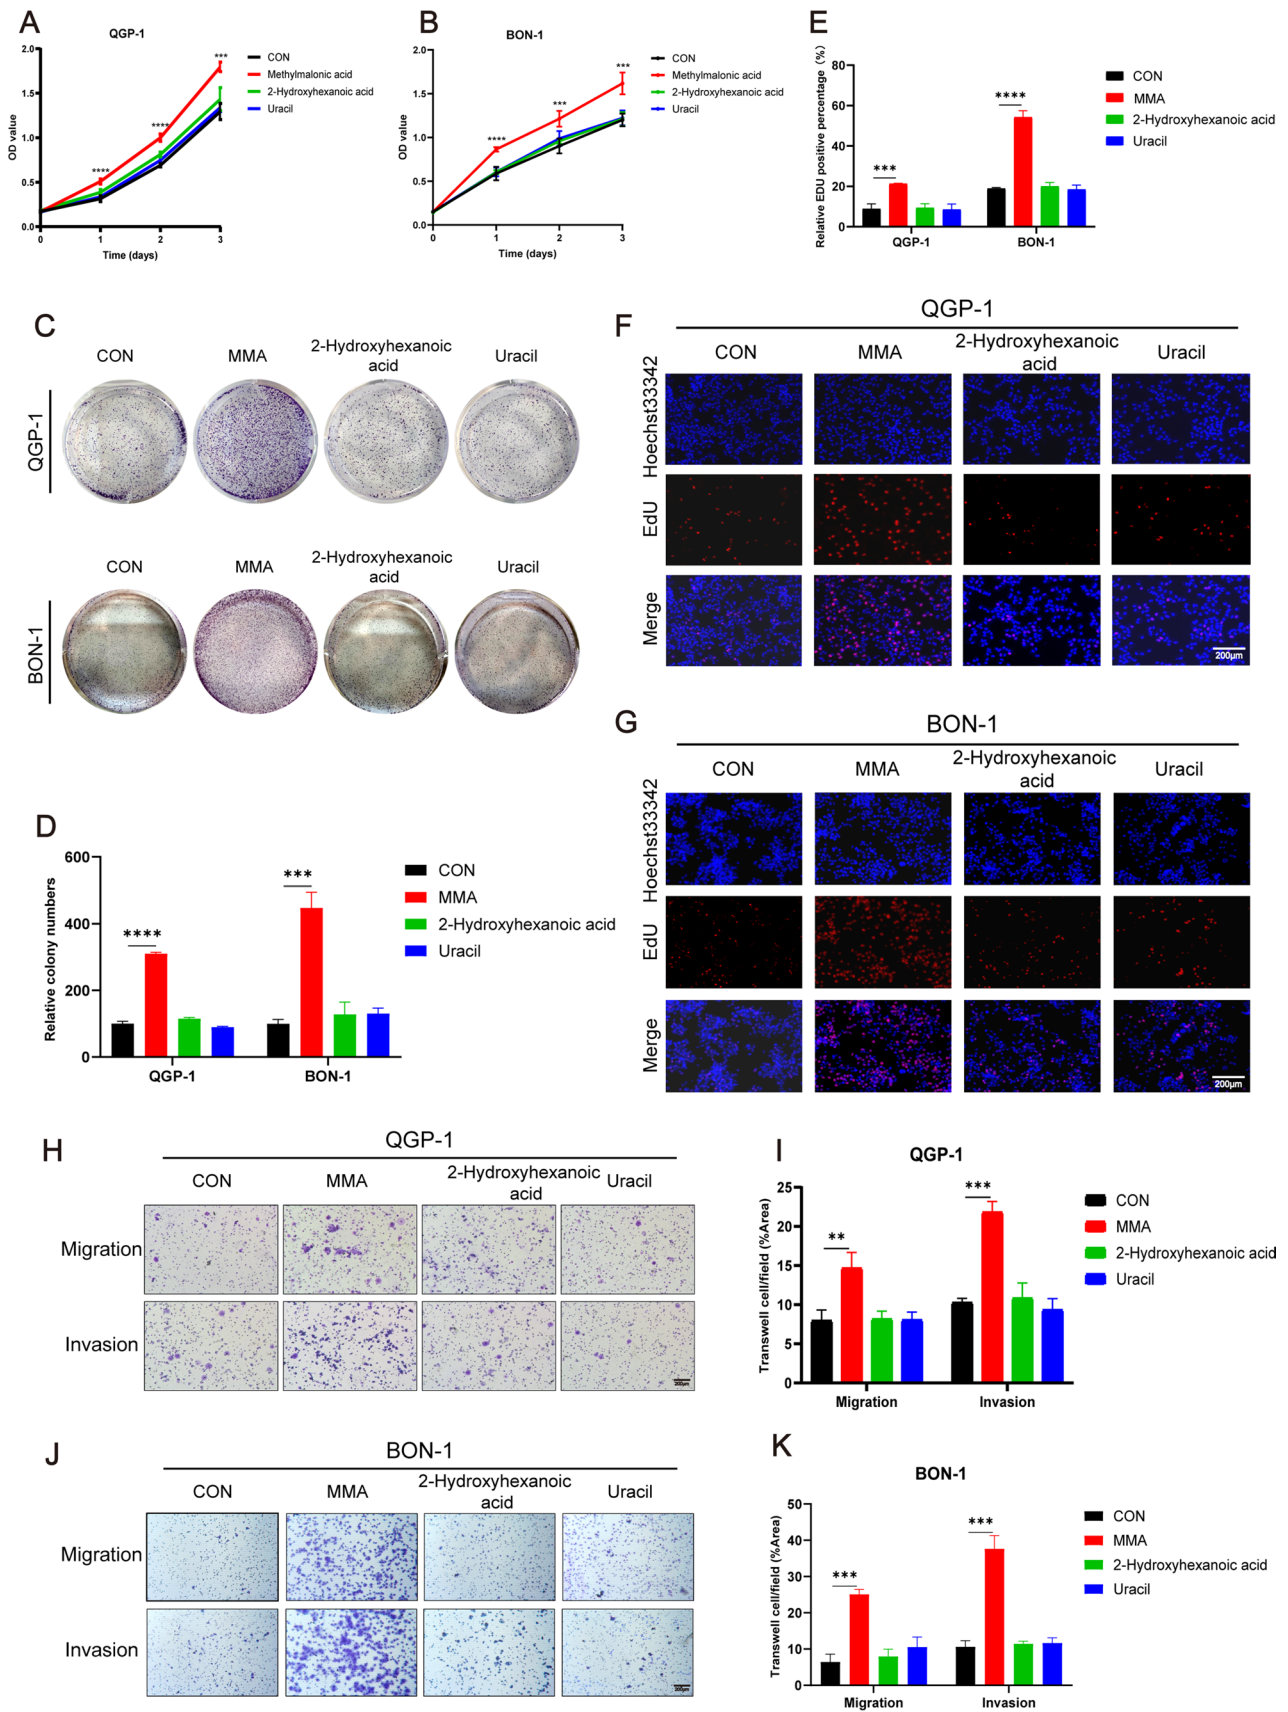 A
QGP-1
OD value
2.0
1.5
1.0
0.5
0.0
0
1
2
3
Time (days)
****
****
***
CON
Methylmalonic acid
2-Hydroxyhexanoic acid
Uracil
B
BON-1
OD value
2.0
1.5
1.0
0.5
0.0
0
1
2
3
Time (days)
****
***
***
CON
Methylmalonic acid
2-Hydroxyhexanoic acid
Uracil
E
Relative EDU positive percentage (%)
80
60
40
20
0
***
****
QGP-1
BON-1
CON
MMA
2-Hydroxyhexanoic acid
Uracil
C
CON
MMA
2-Hydroxyhexanoic
acid
Uracil
QGP-1
CON
MMA
2-Hydroxyhexanoic
acid
Uracil
BON-1
F
QGP-1
CON
MMA
2-Hydroxyhexanoic
acid
Uracil
Hoechst33342
EdU
Merge
200μm
G
BON-1
CON
MMA
2-Hydroxyhexanoic
acid
Uracil
Hoechst33342
EdU
Merge
200μm
D
Relative colony numbers
600
400
200
0
****
***
QGP-1
BON-1
CON
MMA
2-Hydroxyhexanoic acid
Uracil
H
QGP-1
CON
MMA
2-Hydroxyhexanoic
acid
Uracil
Migration
Invasion
200μm
I
QGP-1
Transwell cell/field (%Area)
25
20
15
10
5
0
**
***
Migration
Invasion
CON
MMA
2-Hydroxyhexanoic acid
Uracil
J
BON-1
CON
MMA
2-Hydroxyhexanoic
acid
Uracil
Migration
Invasion
200μm
K
BON-1
Transwell cell/field (%Area)
50
40
30
20
10
0
***
***
Migration
Invasion
CON
MMA
2-Hydroxyhexanoic acid
Uracil